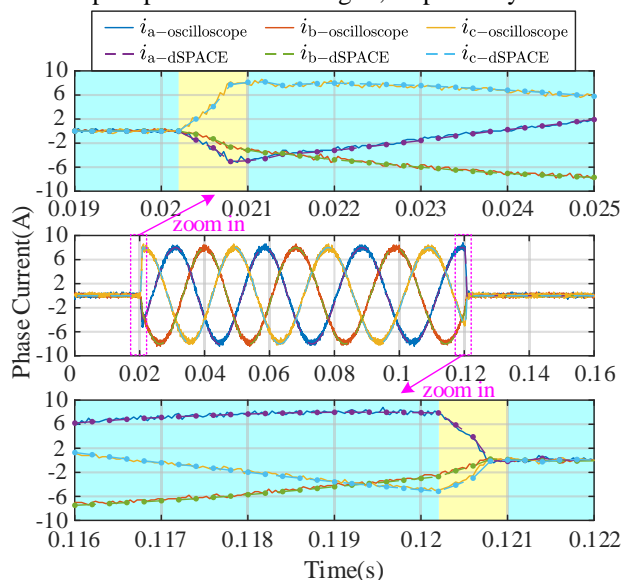 i_a−oscilloscope i_b−oscilloscope i_c−oscilloscope
i_a−dSPACE i_b−dSPACE i_c−dSPACE
10
6
2
-2
-6
-10
0.019 0.02 0.021 0.022 0.023 0.024 0.025
zoom in
Phase Current(A)
10
6
2
-2
-6
-10
0 0.02 0.04 0.06 0.08 0.1 0.12 0.14 0.16
zoom in
10
6
2
-2
-6
-10
0.116 0.117 0.118 0.119 0.120 0.121 0.122
Time(s)